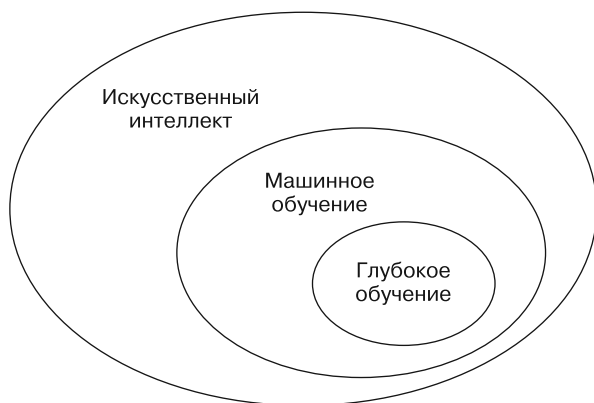 Искусственный
интеллект
Машинное
обучение
Глубокое
обучение